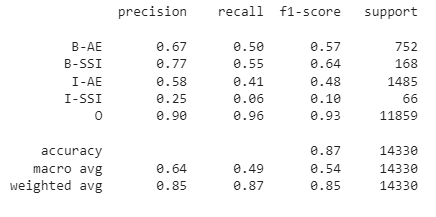 precision recall f1-score support
B-AE 0.67 0.50 0.57 752
B-SSI 0.77 0.55 0.64 168
I-AE 0.58 0.41 0.48 1485
I-SSI 0.25 0.06 0.10 66
O 0.90 0.96 0.93 11859
accuracy 0.87 14330
macro avg 0.64 0.49 0.54 14330
weighted avg 0.85 0.87 0.85 14330